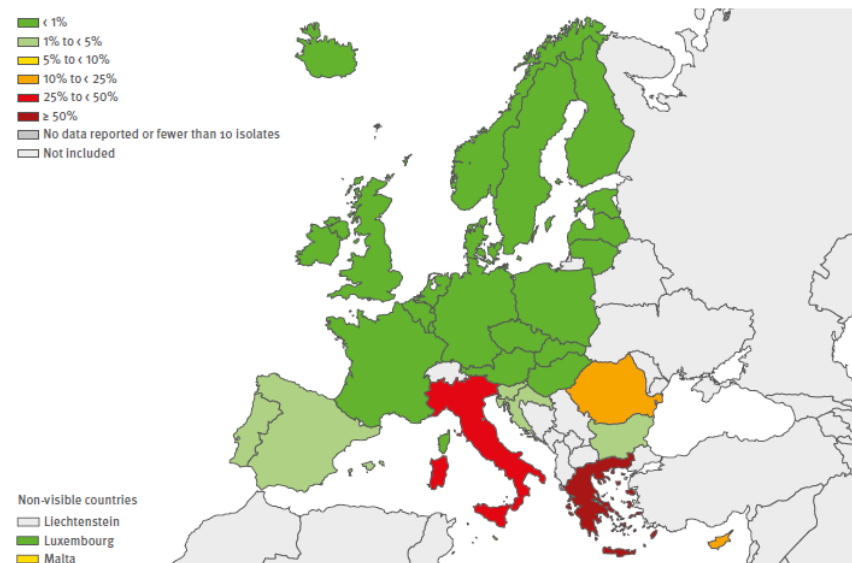 < 1%
1% to < 5%
5% to < 10%
10% to < 25%
25% to < 50%
≥ 50%
No data reported or fewer than 10 isolates
Not included
Non-visible countries
Liechtenstein
Luxembourg
Malta